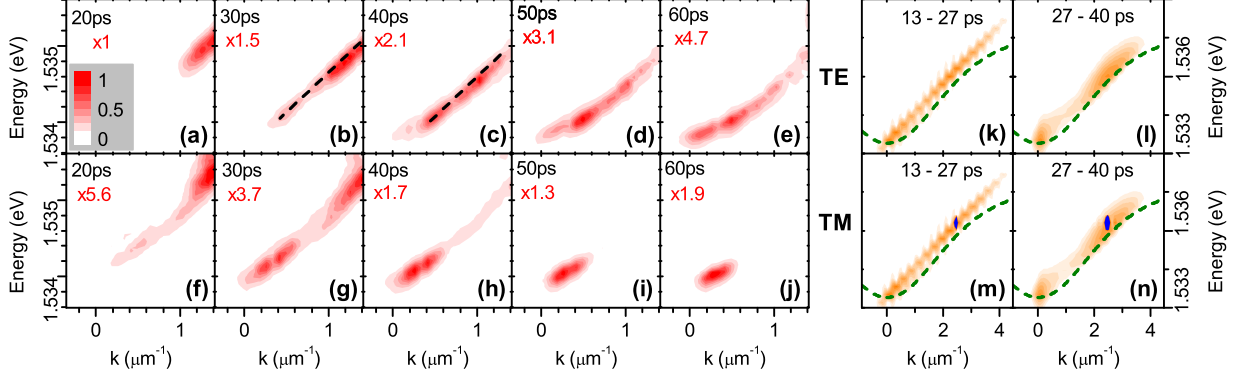 20ps
x1
1
0.5
0
(a)
30ps
x1.5
(b)
40ps
x2.1
(c)
50ps
x3.1
(d)
60ps
x4.7
(e)
TE
13 - 27 ps
(k)
27 - 40 ps
(l)
Energy (eV)
1.535
1.534
1.536
1.533
Energy (eV)
20ps
x5.6
(f)
30ps
x3.7
(g)
40ps
x1.7
(h)
50ps
x1.3
(i)
60ps
x1.9
(j)
TM
13 - 27 ps
(m)
27 - 40 ps
(n)
Energy (eV)
1.535
1.534
1.536
1.533
Energy (eV)
0 1 0 1 0 1 0 1 0 1 0 2 4 0 2 4
k (μm⁻¹) k (μm⁻¹) k (μm⁻¹) k (μm⁻¹) k (μm⁻¹) k (μm⁻¹) k (μm⁻¹)